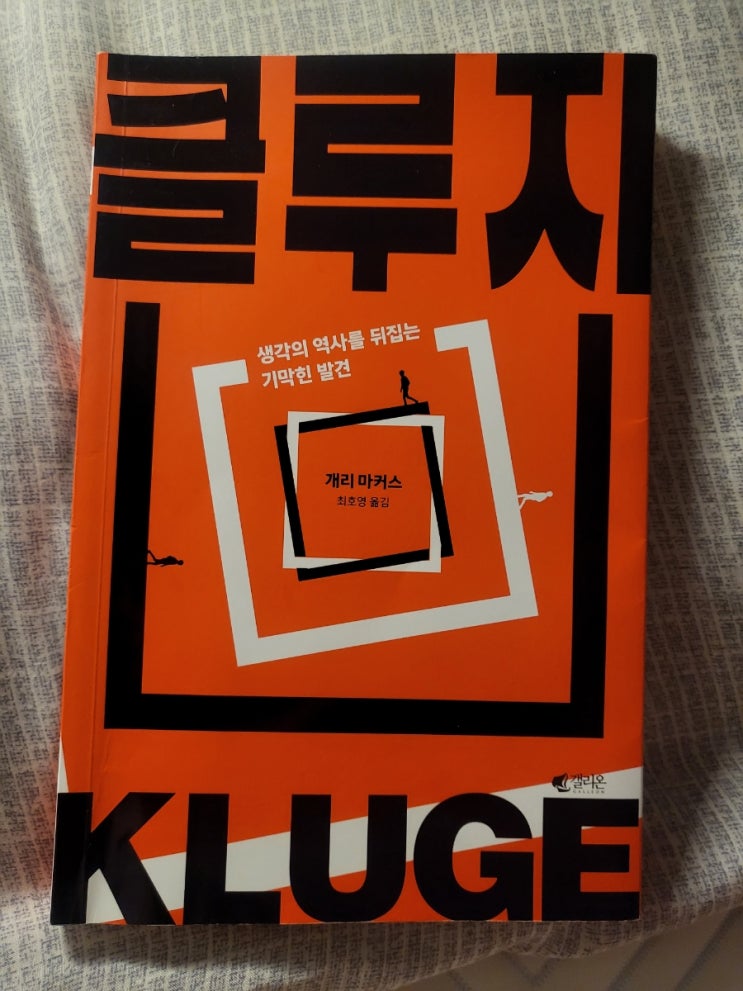 클루지
생각의 역사를 뒤집는
기막힌 발견
개리 마커스
최호영 옮김
갤리온
GALLEON
KLUGE